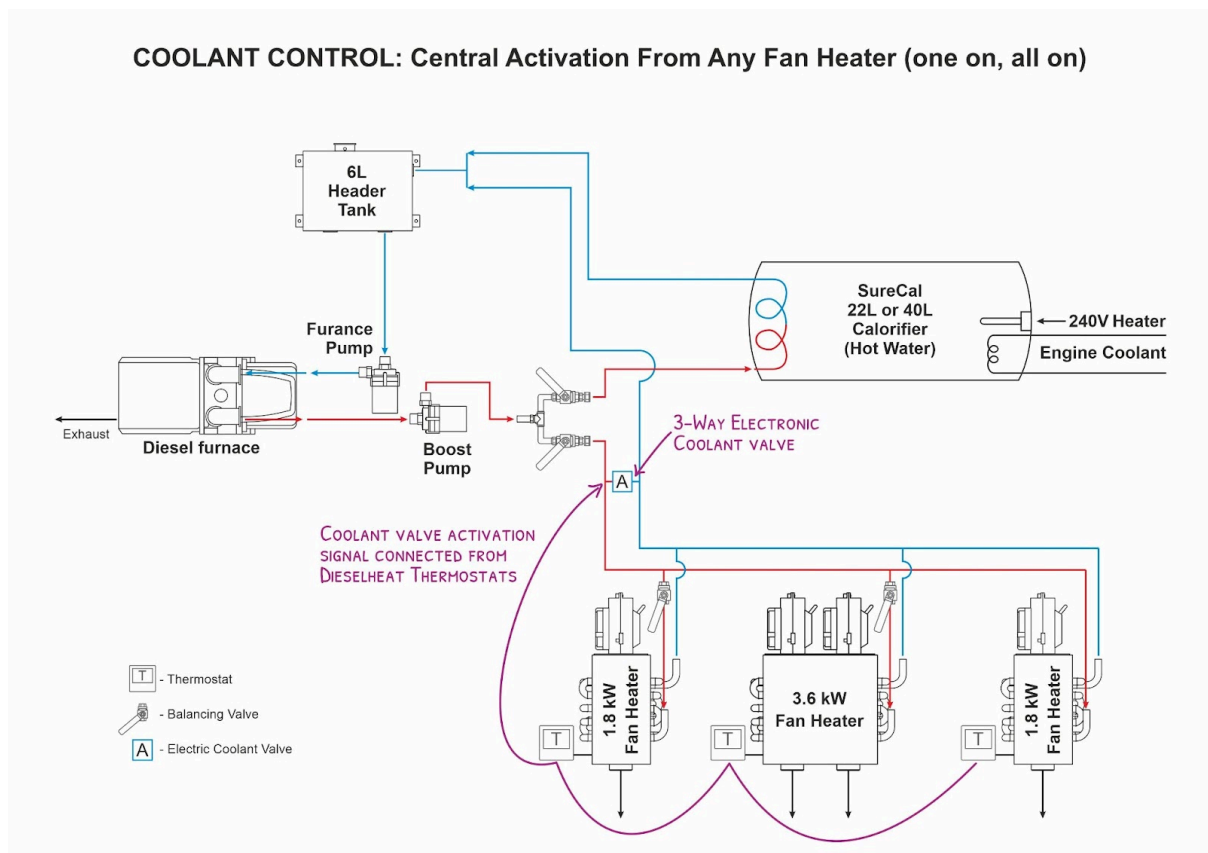 COOLANT CONTROL: Central Activation From Any Fan Heater (one on, all on)
6L
Header
Tank
SureCal
22L or 40L
Calorifier
(Hot Water)
240V Heater
Engine Coolant
Furance
Pump
Exhaust
Diesel furnace
Boost
Pump
3-Way Electronic
Coolant valve
A
Coolant valve activation
signal connected from
Dieselheat Thermostats
T
1.8 kW
Fan Heater
T
3.6 kW
Fan Heater
T
1.8 kW
Fan Heater
T - Thermostat
- Balancing Valve
A - Electric Coolant Valve